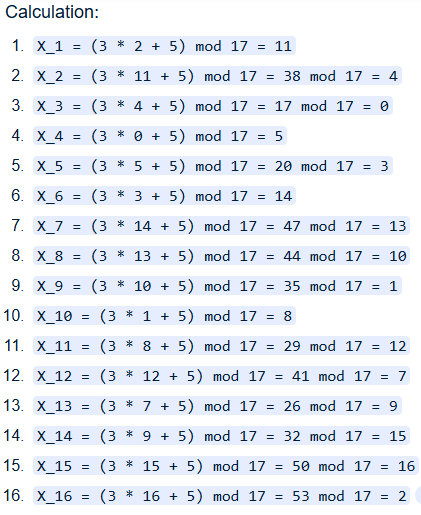 Calculation:
1. X_1 = (3 * 2 + 5) mod 17 = 11
2. X_2 = (3 * 11 + 5) mod 17 = 38 mod 17 = 4
3. X_3 = (3 * 4 + 5) mod 17 = 17 mod 17 = 0
4. X_4 = (3 * 0 + 5) mod 17 = 5
5. X_5 = (3 * 5 + 5) mod 17 = 20 mod 17 = 3
6. X_6 = (3 * 3 + 5) mod 17 = 14
7. X_7 = (3 * 14 + 5) mod 17 = 47 mod 17 = 13
8. X_8 = (3 * 13 + 5) mod 17 = 44 mod 17 = 10
9. X_9 = (3 * 10 + 5) mod 17 = 35 mod 17 = 1
10. X_10 = (3 * 1 + 5) mod 17 = 8
11. X_11 = (3 * 8 + 5) mod 17 = 29 mod 17 = 12
12. X_12 = (3 * 12 + 5) mod 17 = 41 mod 17 = 7
13. X_13 = (3 * 7 + 5) mod 17 = 26 mod 17 = 9
14. X_14 = (3 * 9 + 5) mod 17 = 32 mod 17 = 15
15. X_15 = (3 * 15 + 5) mod 17 = 50 mod 17 = 16
16. X_16 = (3 * 16 + 5) mod 17 = 53 mod 17 = 2